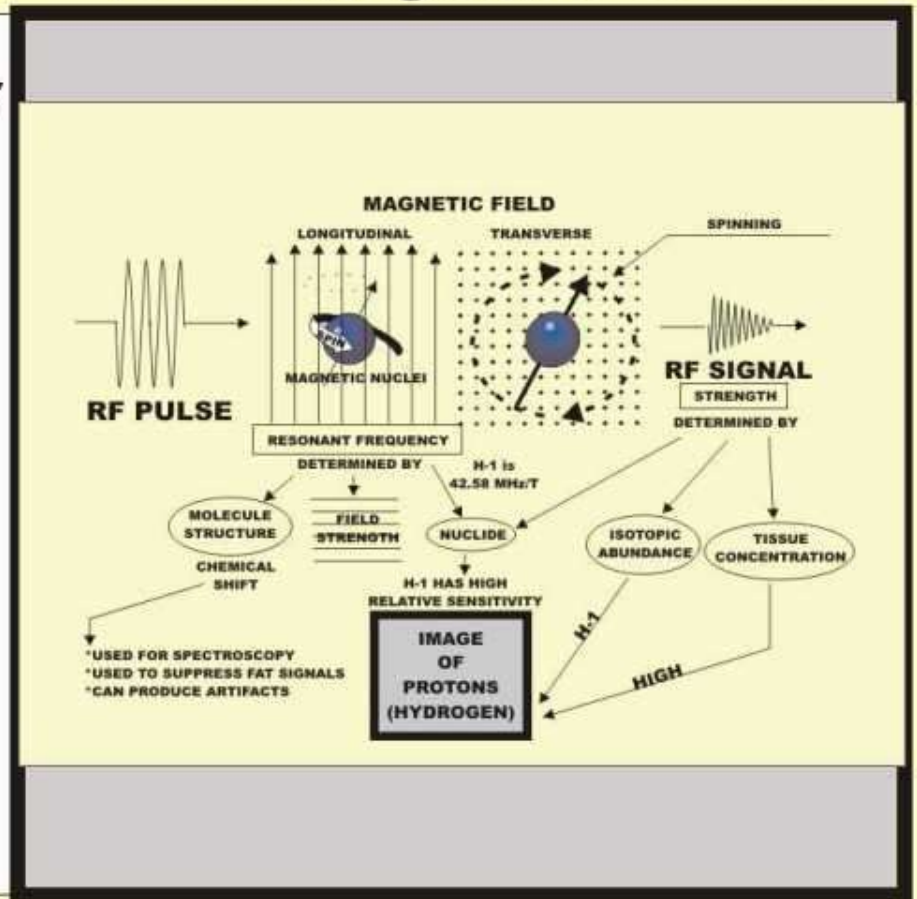 MAGNETIC FIELD
LONGITUDINAL
TRANSVERSE
SPINNING
SPIN
MAGNETIC NUCLEI
RF PULSE
RF SIGNAL
STRENGTH
DETERMINED BY
RESONANT FREQUENCY
DETERMINED BY
H-1 is
42.58 MHz/T
MOLECULE
STRUCTURE
FIELD
STRENGTH
NUCLIDE
ISOTOPIC
ABUNDANCE
TISSUE
CONCENTRATION
CHEMICAL
SHIFT
H-1 HAS HIGH
RELATIVE SENSITIVITY
*USED FOR SPECTROSCOPY
*USED TO SUPPRESS FAT SIGNALS
*CAN PRODUCE ARTIFACTS
IMAGE
OF
PROTONS
(HYDROGEN)
H-1
HIGH